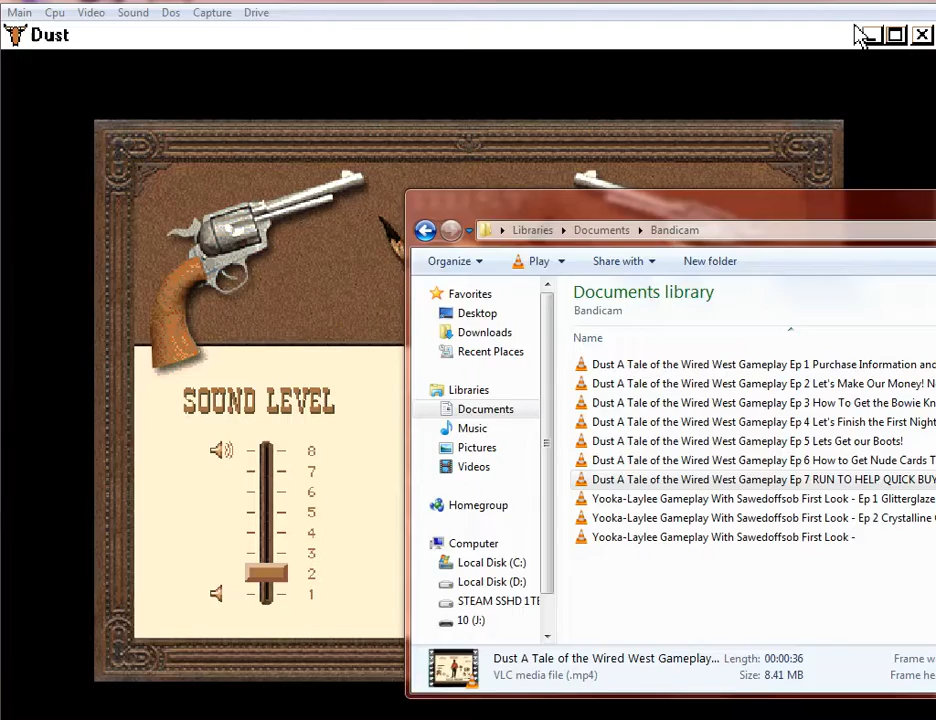 Main Cpu Video Sound Dos Capture Drive
Dust
Libraries Documents Bandicam
Organize Play Share with New folder
Favorites
Desktop
Downloads
Recent Places
Libraries
Documents
Music
Pictures
Videos
Homegroup
Computer
Local Disk (C:)
Local Disk (D:)
STEAM SSHD 1TE
10 (J:)
Documents library
Bandicam
Name
Dust A Tale of the Wired West Gameplay Ep 1 Purchase Information and
Dust A Tale of the Wired West Gameplay Ep 2 Let's Make Our Money! N
Dust A Tale of the Wired West Gameplay Ep 3 How To Get the Bowie Kn
Dust A Tale of the Wired West Gameplay Ep 4 Let's Finish the First Night
Dust A Tale of the Wired West Gameplay Ep 5 Lets Get our Boots!
Dust A Tale of the Wired West Gameplay Ep 6 How to Get Nude Cards T
Dust A Tale of the Wired West Gameplay Ep 7 RUN TO HELP QUICK BUY
Yooka-Laylee Gameplay With Sawedoffsob First Look - Ep 1 Glitterglaze
Yooka-Laylee Gameplay With Sawedoffsob First Look - Ep 2 Crystalline
Yooka-Laylee Gameplay With Sawedoffsob First Look -
Dust A Tale of the Wired West Gameplay... Length: 00:00:36 Frame w
VLC media file (.mp4) Size: 8.41 MB Frame he
SOUND LEVEL
8
7
6
5
4
3
2
1